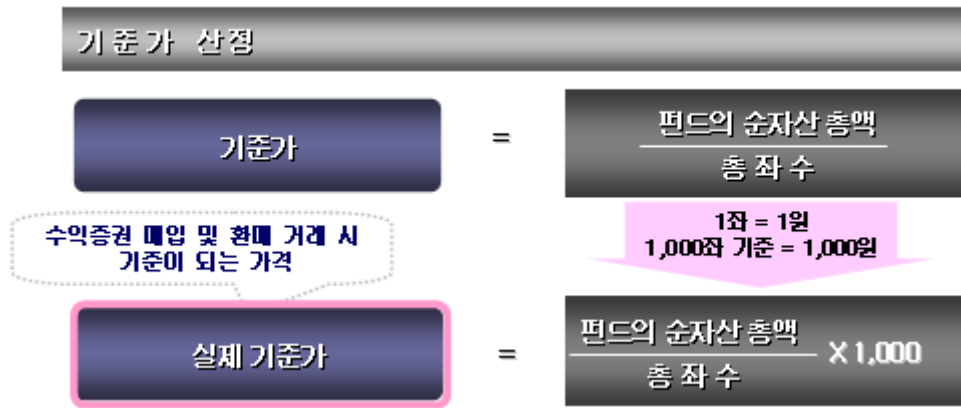 기준가 산정
기준가
=
펀드의 순자산 총액
총 좌 수
수익증권 매입 및 환매 거래 시
기준이 되는 가격
1좌 = 1원
1,000좌 기준 = 1,000원
실제 기준가
=
펀드의 순자산 총액
총 좌 수
X 1,000